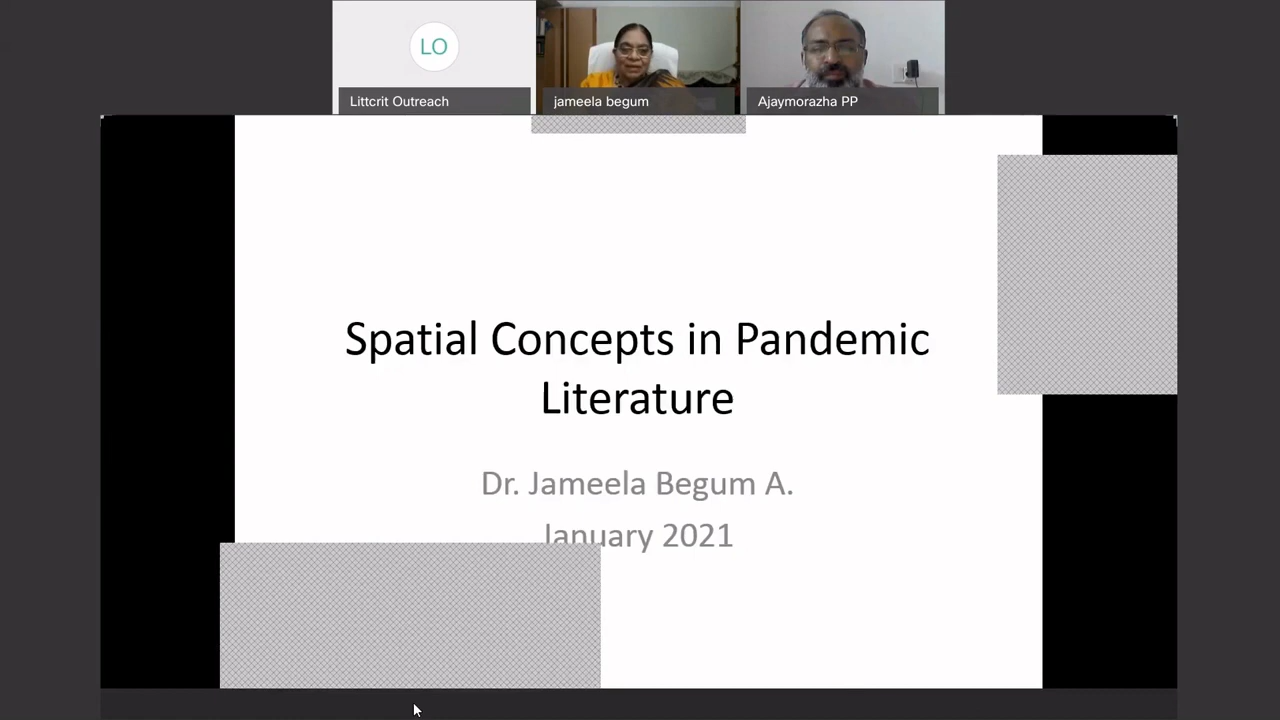 LO
Littcrit Outreach
jameela begum
Ajaymorazha PP
Spatial Concepts in Pandemic
Literature
Dr. Jameela Begum A.
January 2021